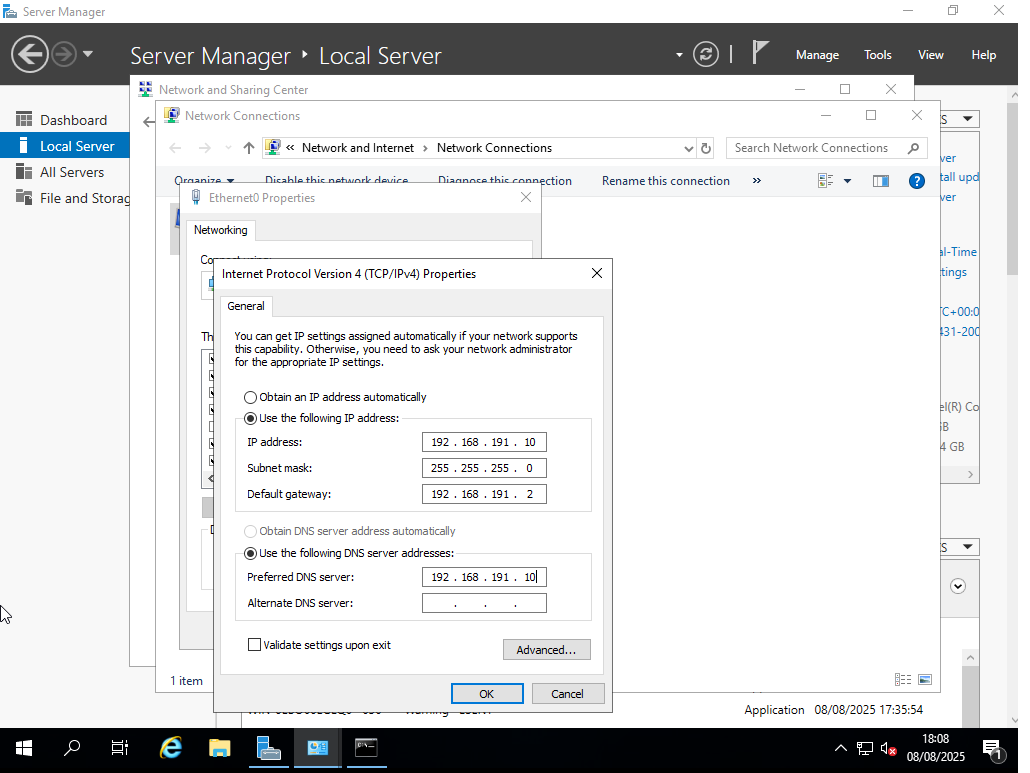 Server Manager
Server Manager ‣ Local Server
Manage Tools View Help
Network and Sharing Center
Network Connections
Dashboard
Local Server
All Servers
File and Storag
« Network and Internet › Network Connections
Search Network Connections
Organize Disable this network device Diagnose this connection Rename this connection »
Ethernet0 Properties
Networking
Internet Protocol Version 4 (TCP/IPv4) Properties
General
You can get IP settings assigned automatically if your network supports
this capability. Otherwise, you need to ask your network administrator
for the appropriate IP settings.
Obtain an IP address automatically
Use the following IP address:
IP address: 192 . 168 . 191 . 10
Subnet mask: 255 . 255 . 255 . 0
Default gateway: 192 . 168 . 191 . 2
Obtain DNS server address automatically
Use the following DNS server addresses:
Preferred DNS server: 192 . 168 . 191 . 10
Alternate DNS server: . . .
Validate settings upon exit
Advanced...
OK Cancel
1 item
ver
tall upd
ver
al-Time
ttings
TC+00:0
431-200
el(R) Co
GB
4 GB
Application 08/08/2025 17:35:54
18:08
08/08/2025
1